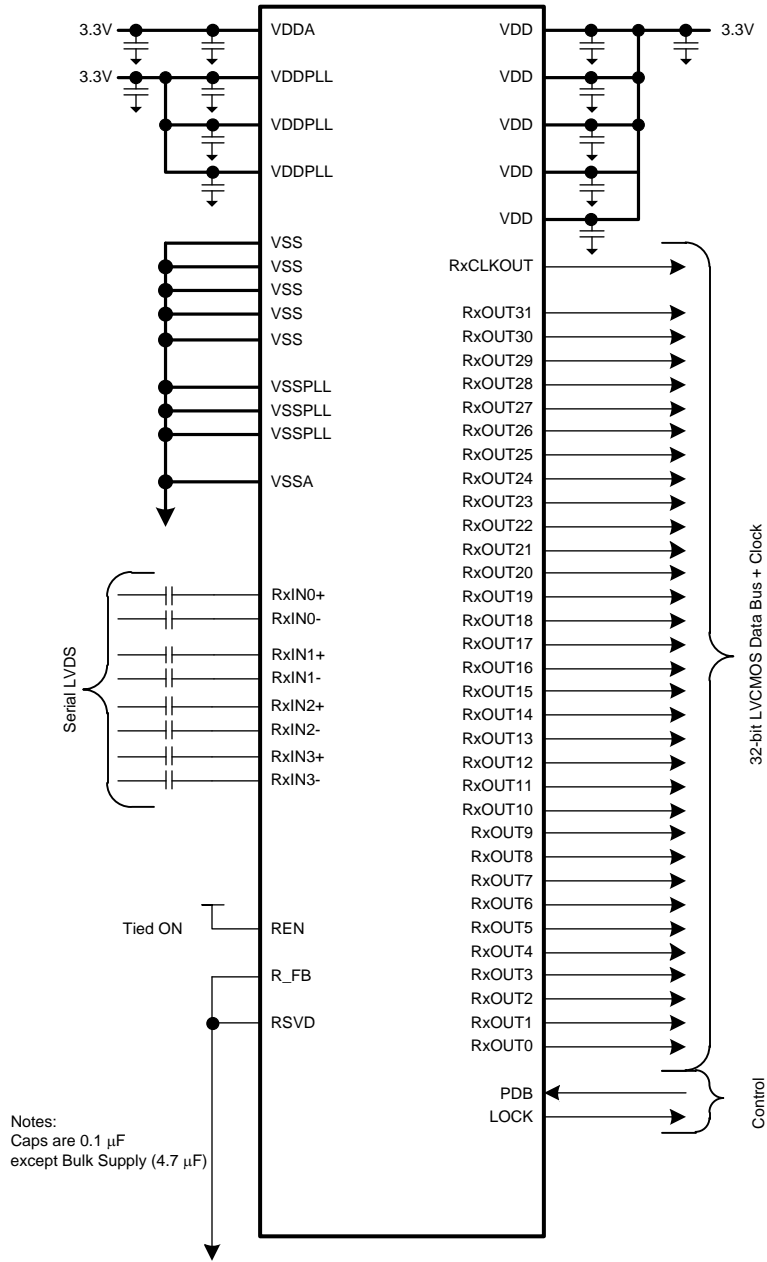 3.3V
VDDA
3.3V
VDDPLL
VDDPLL
VDDPLL
VSS
VSS
VSS
VSS
VSS
VSSPLL
VSSPLL
VSSPLL
VSSA
Serial LVDS
RxIN0+
RxIN0-
RxIN1+
RxIN1-
RxIN2+
RxIN2-
RxIN3+
RxIN3-
Tied ON
REN
R_FB
RSVD
Notes:
Caps are 0.1 μF
except Bulk Supply (4.7 μF)
VDD
3.3V
VDD
VDD
VDD
VDD
RxCLKOUT
RxOUT31
RxOUT30
RxOUT29
RxOUT28
RxOUT27
RxOUT26
RxOUT25
RxOUT24
RxOUT23
RxOUT22
RxOUT21
RxOUT20
RxOUT19
RxOUT18
RxOUT17
RxOUT16
RxOUT15
RxOUT14
RxOUT13
RxOUT12
RxOUT11
RxOUT10
RxOUT9
RxOUT8
RxOUT7
RxOUT6
RxOUT5
RxOUT4
RxOUT3
RxOUT2
RxOUT1
RxOUT0
32-bit LVCMOS Data Bus + Clock
PDB
LOCK
Control